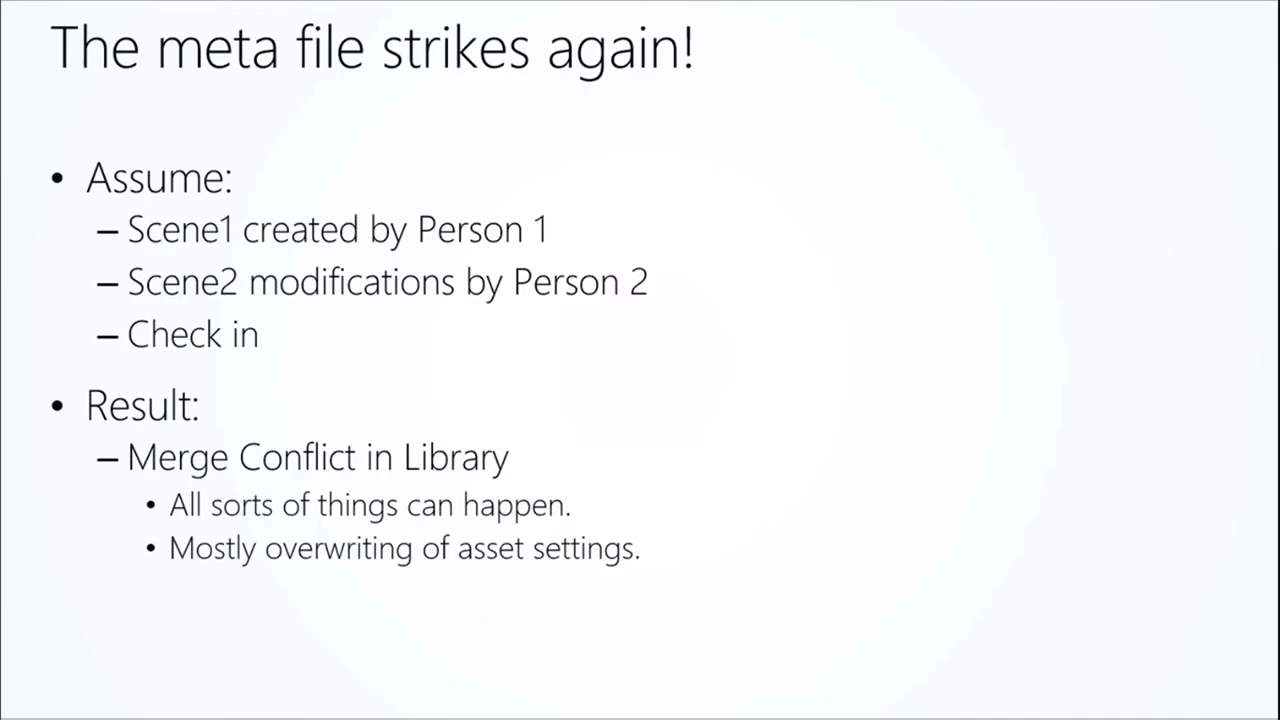 The meta file strikes again!
• Assume:
– Scene1 created by Person 1
– Scene2 modifications by Person 2
– Check in
• Result:
– Merge Conflict in Library
• All sorts of things can happen.
• Mostly overwriting of asset settings.